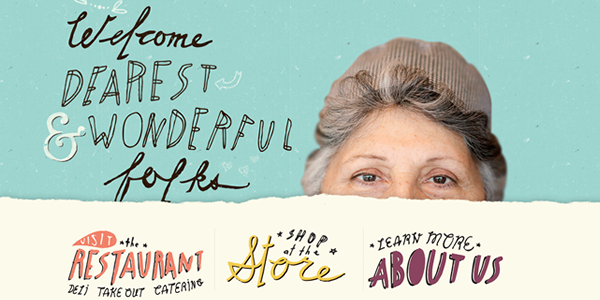 Welcome
DEAREST
& WONDERFUL
folks
VISIT the
RESTAURANT
DELI TAKE OUT CATERING
SHOP
at the
Store
LEARN MORE
ABOUT US